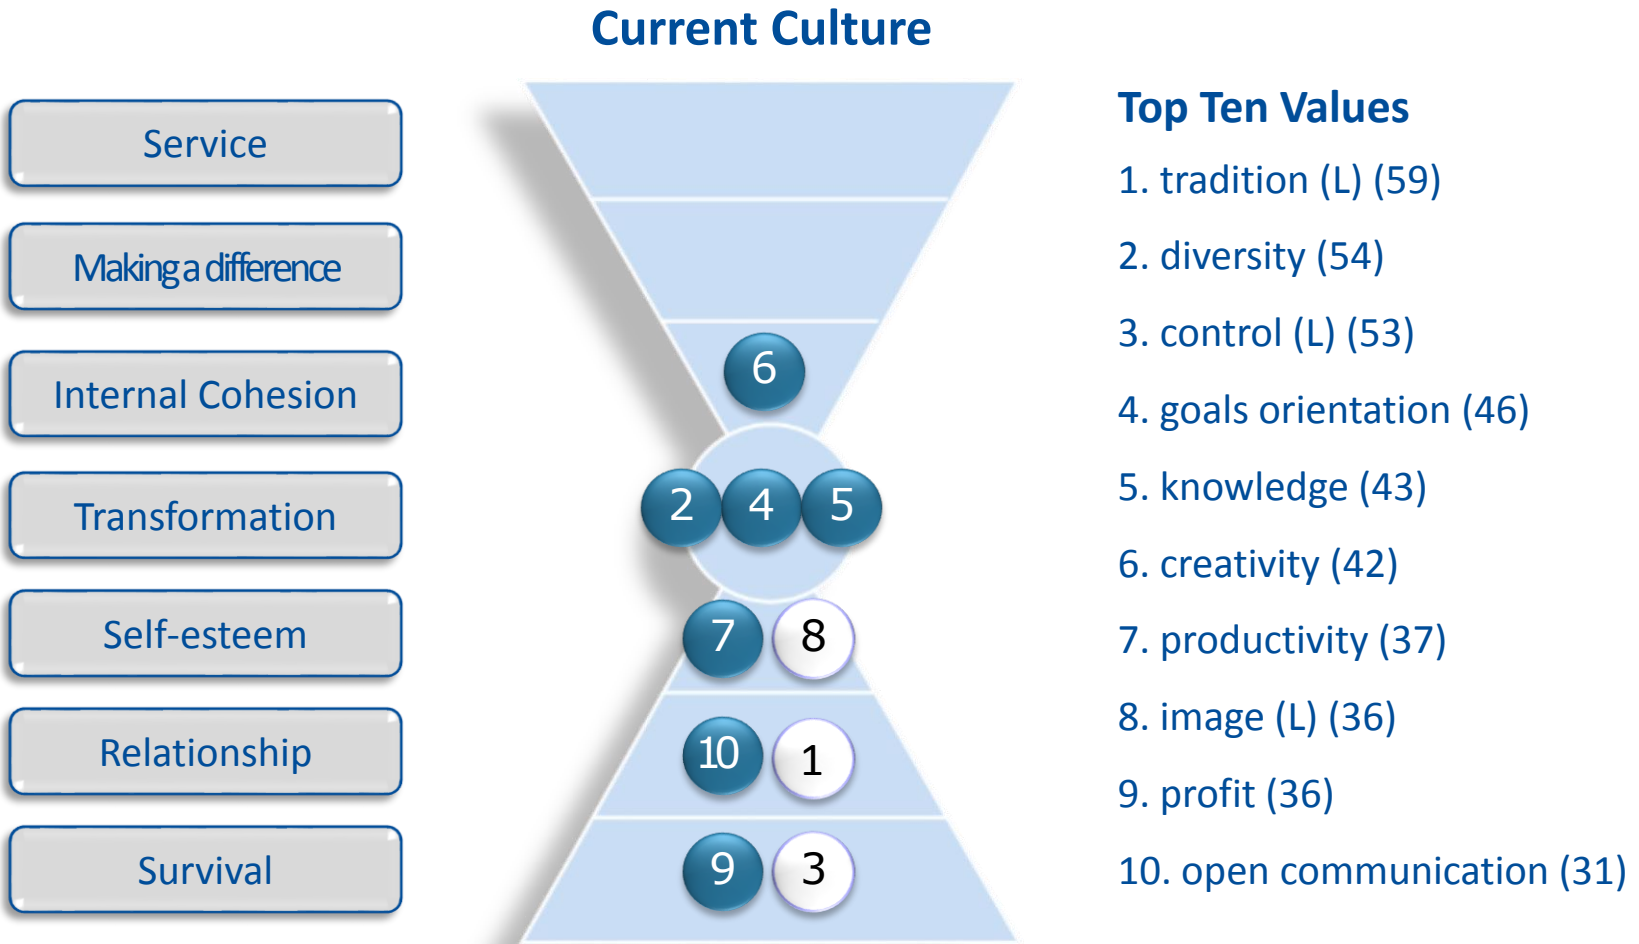 Current Culture
Service
Making a difference
Internal Cohesion
Transformation
Self-esteem
Relationship
Survival
6
2 4 5
7 8
10 1
9 3
Top Ten Values
1. tradition (L) (59)
2. diversity (54)
3. control (L) (53)
4. goals orientation (46)
5. knowledge (43)
6. creativity (42)
7. productivity (37)
8. image (L) (36)
9. profit (36)
10. open communication (31)